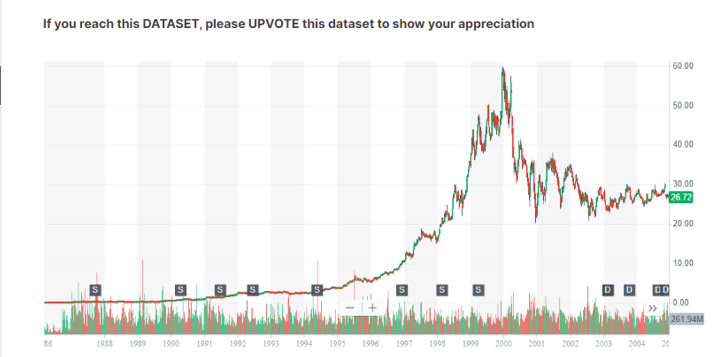 If you reach this DATASET, please UPVOTE this dataset to show your appreciation
60.00
50.00
40.00
30.00
26.72
20.00
10.00
S S S S S S S S D D D D
0.00
261.94M
86 1988 1989 1990 1991 1992 1993 1994 1995 1996 1997 1998 1999 2000 2001 2002 2003 2004 20